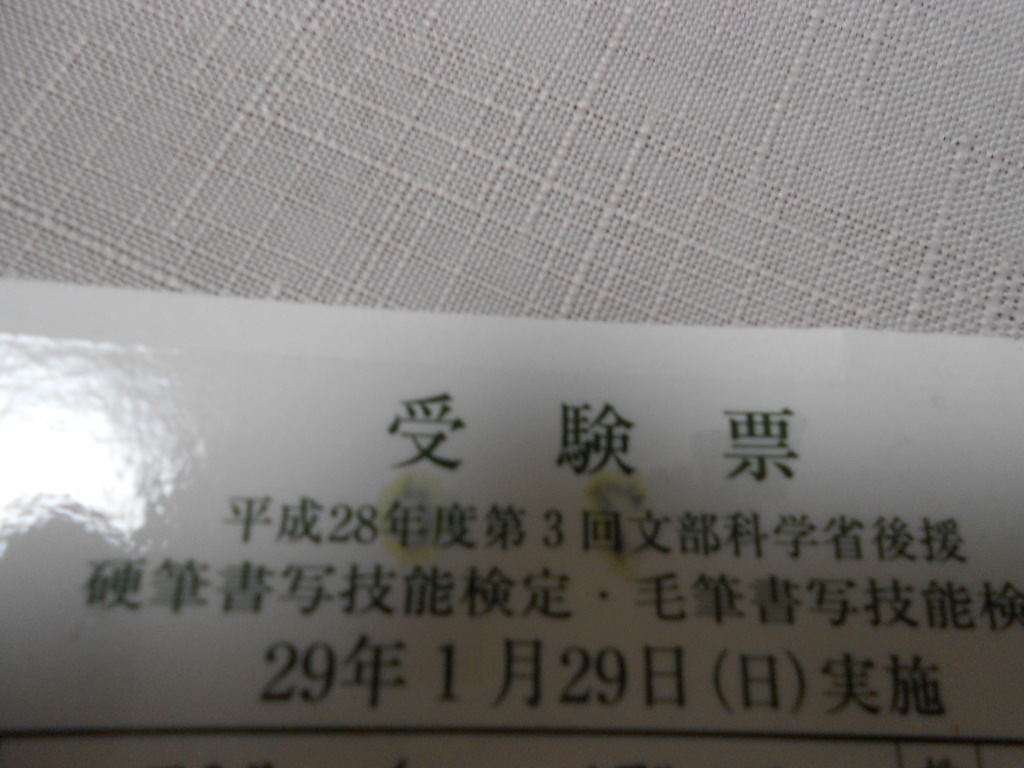 受験票
平成28年度第3回文部科学省後援
硬筆書写技能検定・毛筆書写技能検
29年1月29日(日)実施